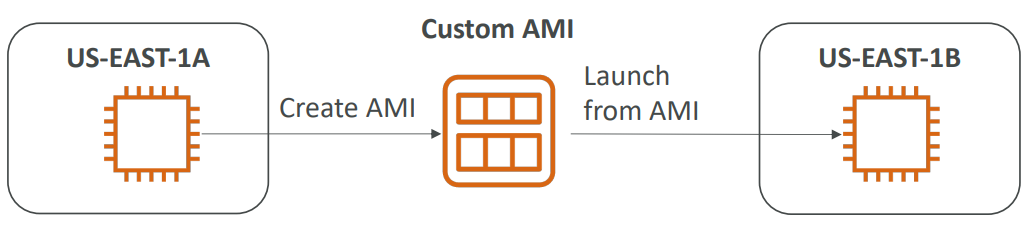 Custom AMI
US-EAST-1A
Create AMI
Launch
from AMI
US-EAST-1B